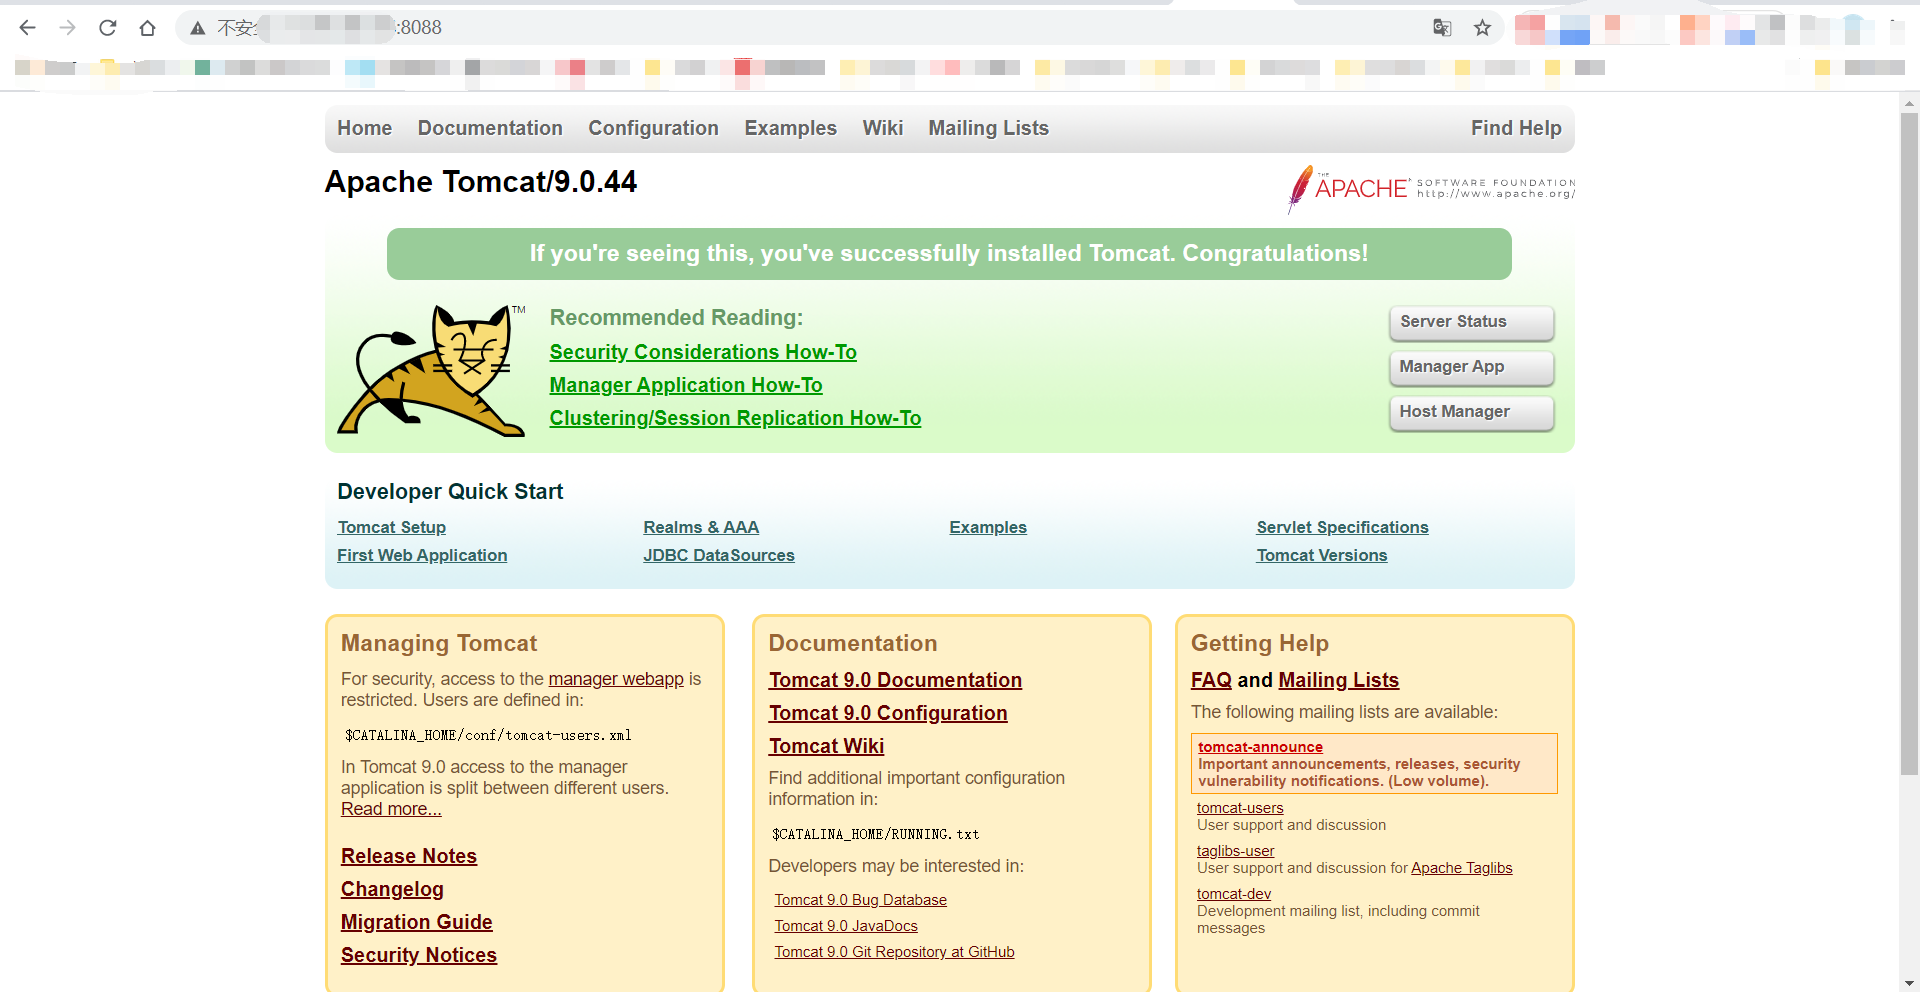 不安
:8088
Home Documentation Configuration Examples Wiki Mailing Lists Find Help
Apache Tomcat/9.0.44
THE APACHE SOFTWARE FOUNDATION
http://www.apache.org/
If you're seeing this, you've successfully installed Tomcat. Congratulations!
TM
Recommended Reading:
Security Considerations How-To
Manager Application How-To
Clustering/Session Replication How-To
Server Status
Manager App
Host Manager
Developer Quick Start
Tomcat Setup
First Web Application
Realms & AAA
JDBC DataSources
Examples
Servlet Specifications
Tomcat Versions
Managing Tomcat
For security, access to the manager webapp is
restricted. Users are defined in:
$CATALINA_HOME/conf/tomcat-users.xml
In Tomcat 9.0 access to the manager
application is split between different users.
Read more...
Release Notes
Changelog
Migration Guide
Security Notices
Documentation
Tomcat 9.0 Documentation
Tomcat 9.0 Configuration
Tomcat Wiki
Find additional important configuration
information in:
$CATALINA_HOME/RUNNING.txt
Developers may be interested in:
Tomcat 9.0 Bug Database
Tomcat 9.0 JavaDocs
Tomcat 9.0 Git Repository at GitHub
Getting Help
FAQ and Mailing Lists
The following mailing lists are available:
tomcat-announce
Important announcements, releases, security
vulnerability notifications. (Low volume).
tomcat-users
User support and discussion
taglibs-user
User support and discussion for Apache Taglibs
tomcat-dev
Development mailing list, including commit
messages